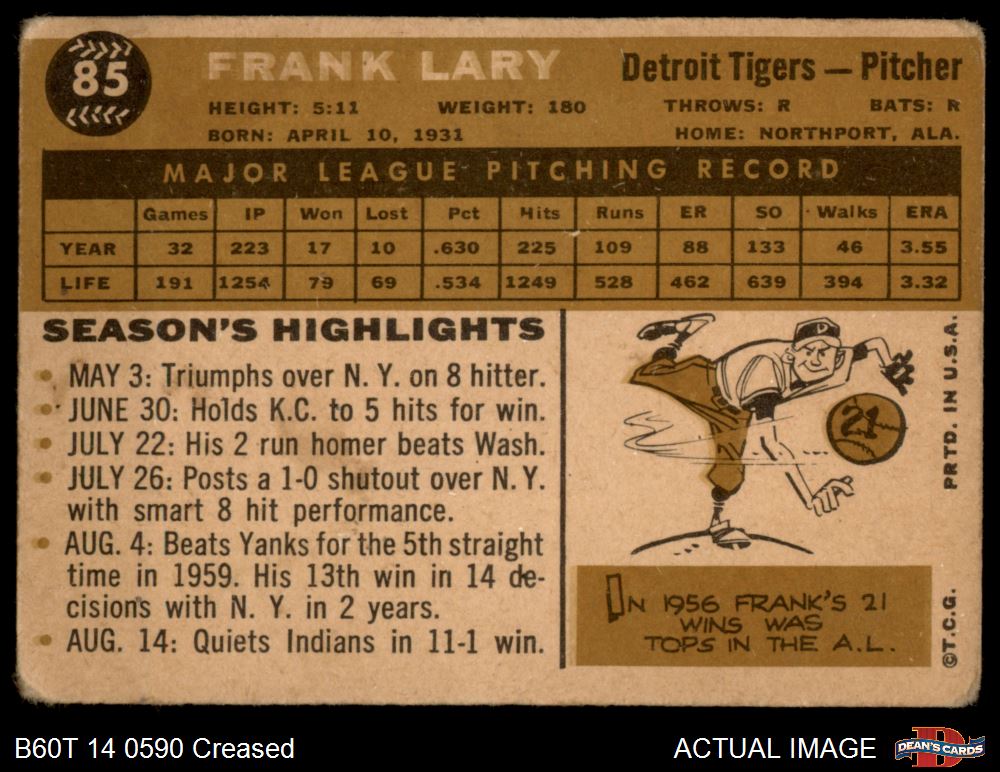 85
FRANK LARY
Detroit Tigers — Pitcher
HEIGHT: 5:11 WEIGHT: 180 THROWS: R BATS: R
BORN: APRIL 10, 1931 HOME: NORTHPORT, ALA.
MAJOR LEAGUE PITCHING RECORD
Games IP Won Lost Pct Hits Runs ER SO Walks ERA
YEAR 32 223 17 10 .630 225 109 88 133 46 3.55
LIFE 191 1254 79 69 .534 1249 528 462 639 394 3.32
SEASON'S HIGHLIGHTS
• MAY 3: Triumphs over N. Y. on 8 hitter.
• JUNE 30: Holds K.C. to 5 hits for win.
• JULY 22: His 2 run homer beats Wash.
• JULY 26: Posts a 1-0 shutout over N. Y.
with smart 8 hit performance.
• AUG. 4: Beats Yanks for the 5th straight
time in 1959. His 13th win in 14 de-
cisions with N. Y. in 2 years.
• AUG. 14: Quiets Indians in 11-1 win.
D
21
IN 1956 FRANK'S 21
WINS WAS
TOPS IN THE A.L.
PRTD. IN U.S.A.
©T.C.G.
B60T 14 0590 Creased
ACTUAL IMAGE
D
DEAN'S CARDS